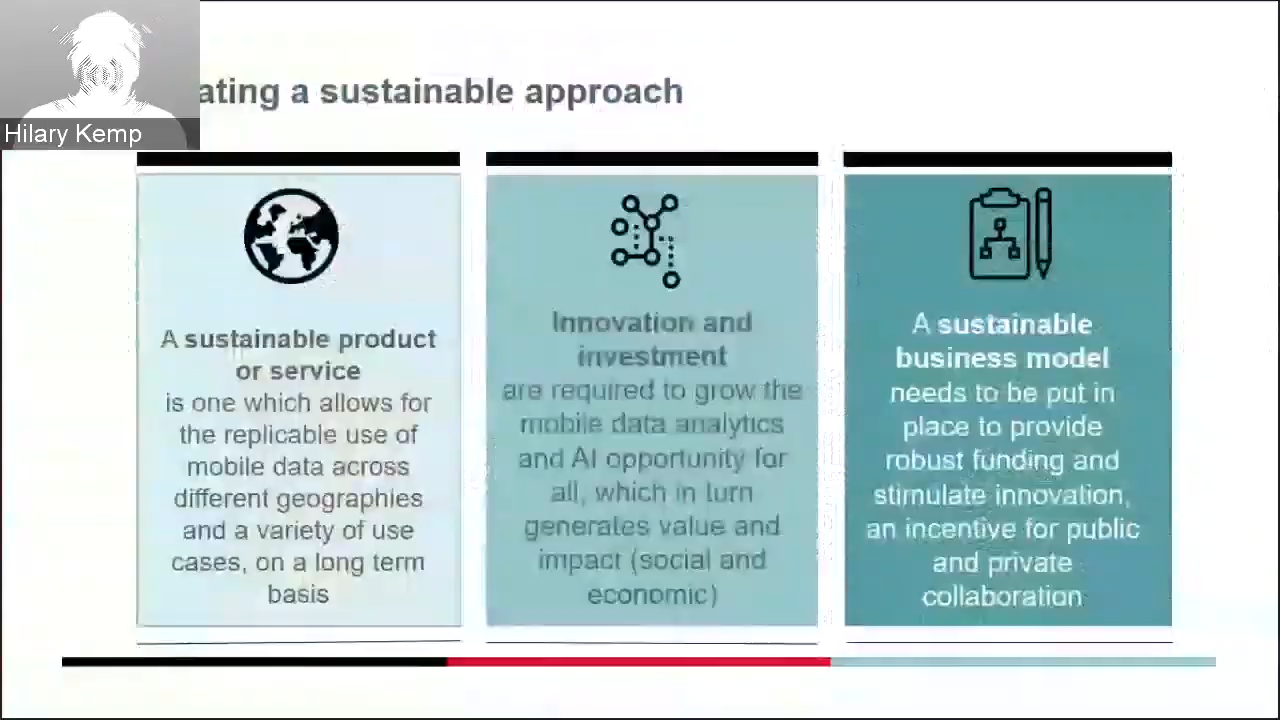 Hilary Kemp
ating a sustainable approach
A sustainable product
or service
is one which allows for
the replicable use of
mobile data across
different geographies
and a variety of use
cases, on a long term
basis
Innovation and
investment
are required to grow the
mobile data analytics
and AI opportunity for
all, which in turn
generates value and
impact (social and
economic)
A sustainable
business model
needs to be put in
place to provide
robust funding and
stimulate innovation,
an incentive for public
and private
collaboration